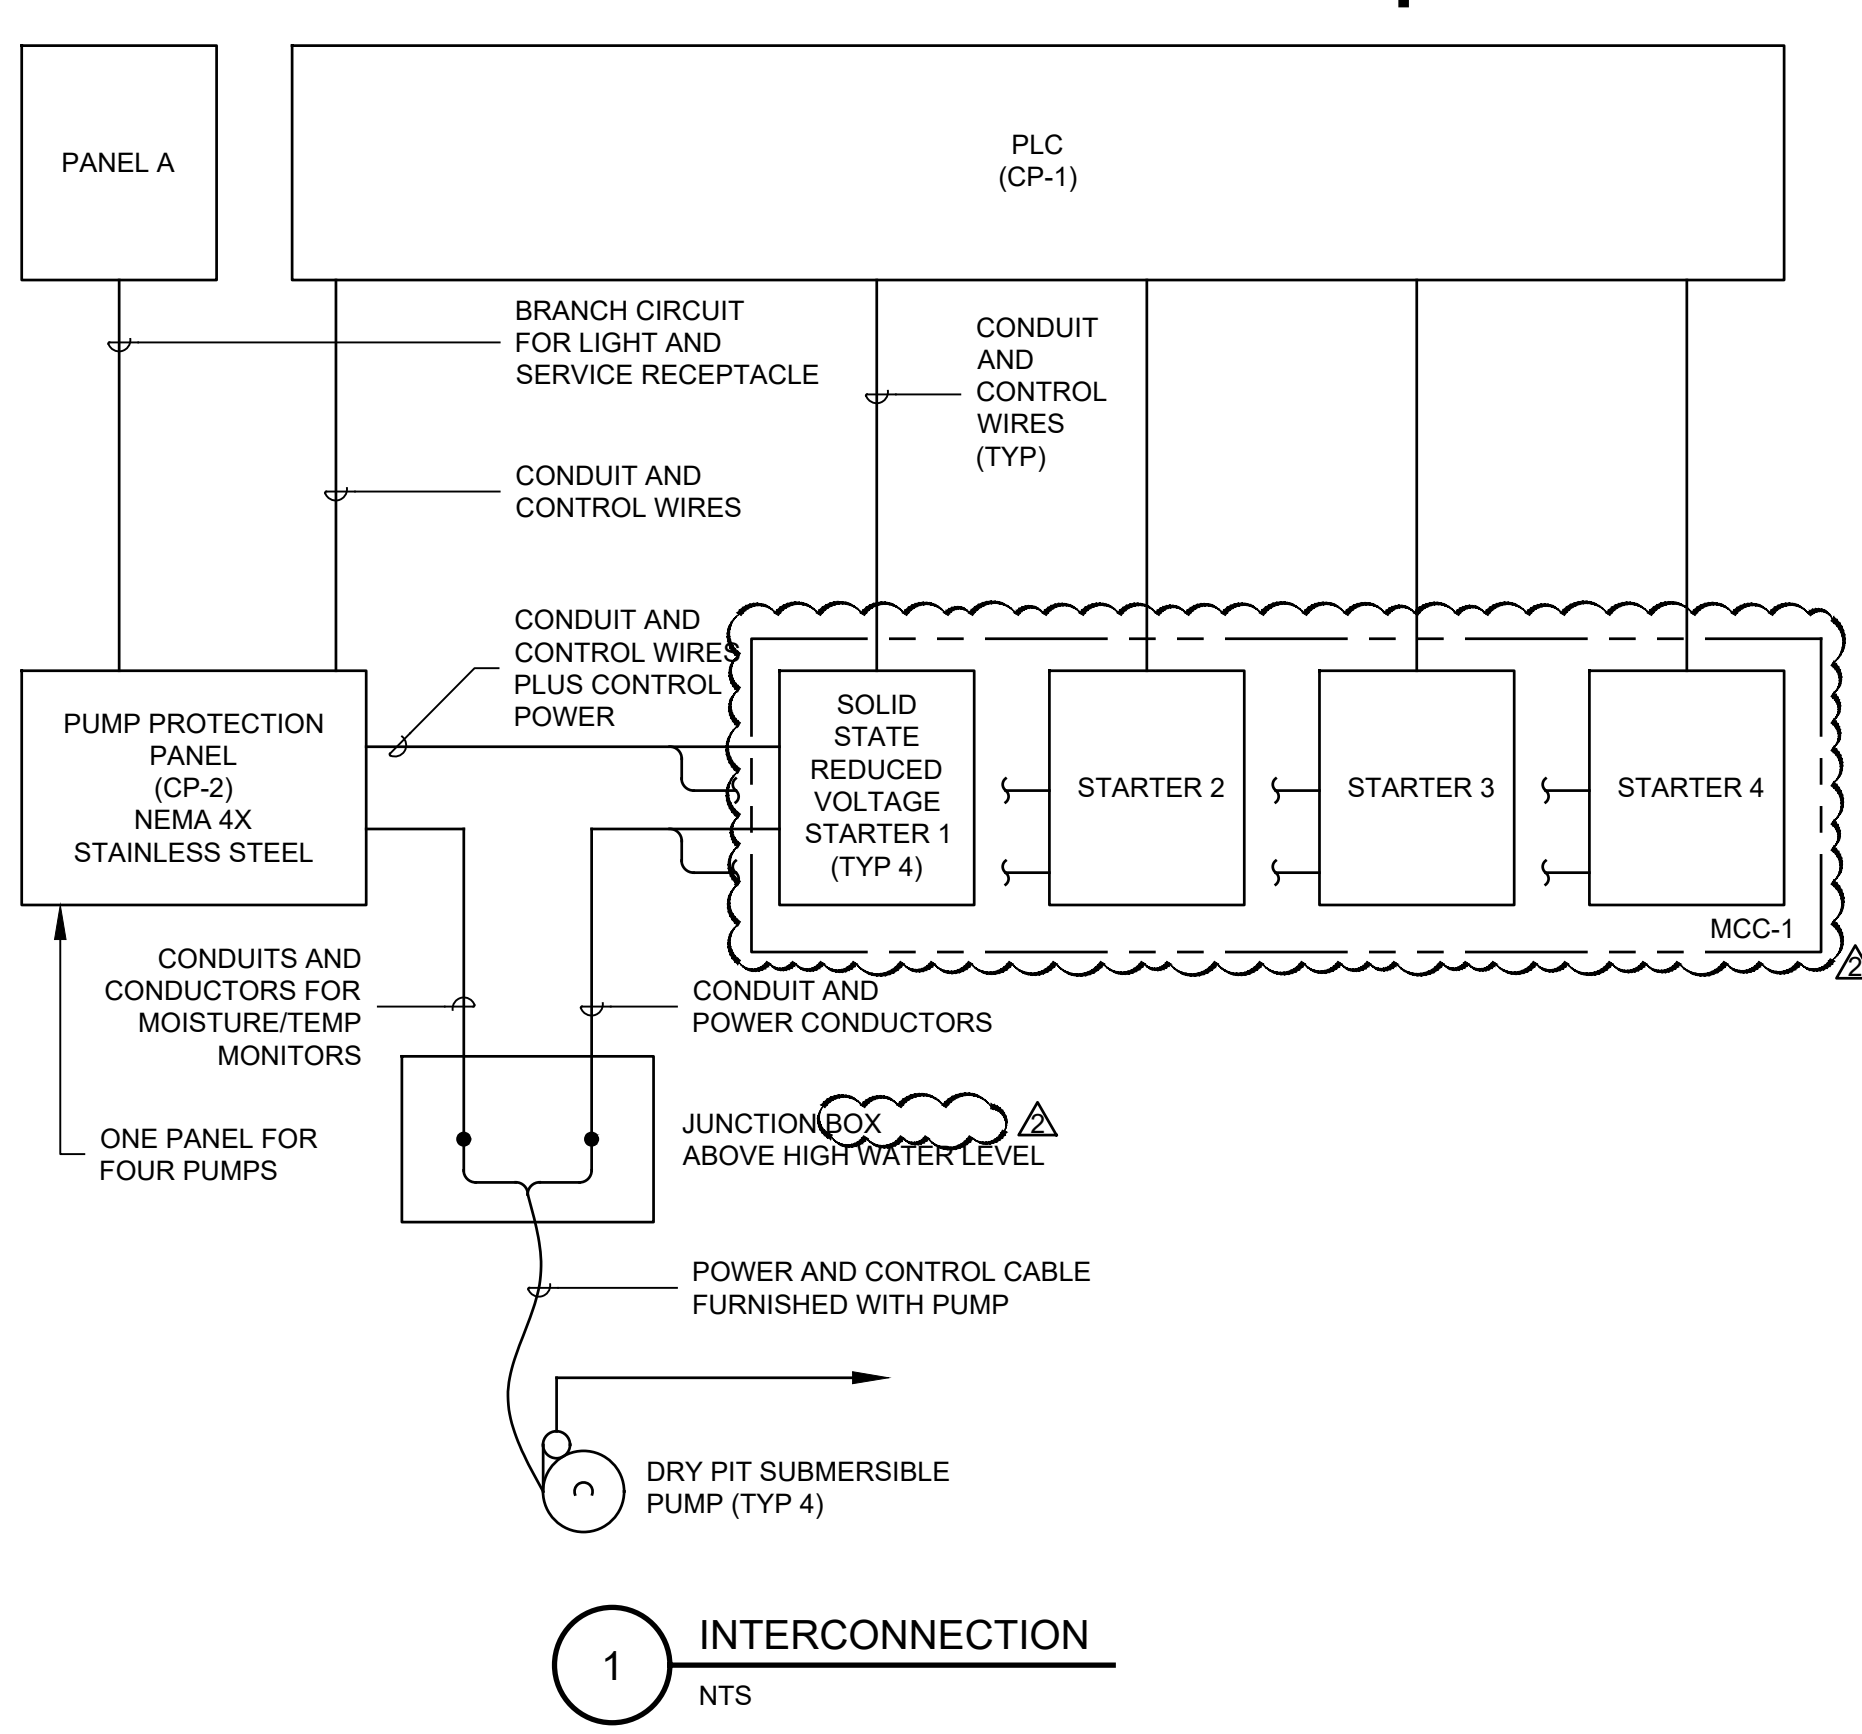 PANEL A
PLC
(CP-1)
BRANCH CIRCUIT
FOR LIGHT AND
SERVICE RECEPTACLE
CONDUIT
AND
CONTROL
WIRES
(TYP)
CONDUIT AND
CONTROL WIRES
CONDUIT AND
CONTROL WIRES
PLUS CONTROL
POWER
PUMP PROTECTION
PANEL
(CP-2)
NEMA 4X
STAINLESS STEEL
SOLID
STATE
REDUCED
VOLTAGE
STARTER 1
(TYP 4)
STARTER 2
STARTER 3
STARTER 4
MCC-1
2
CONDUITS AND
CONDUCTORS FOR
MOISTURE/TEMP
MONITORS
CONDUIT AND
POWER CONDUCTORS
ONE PANEL FOR
FOUR PUMPS
JUNCTION BOX
ABOVE HIGH WATER LEVEL
2
POWER AND CONTROL CABLE
FURNISHED WITH PUMP
DRY PIT SUBMERSIBLE
PUMP (TYP 4)
1
INTERCONNECTION
NTS